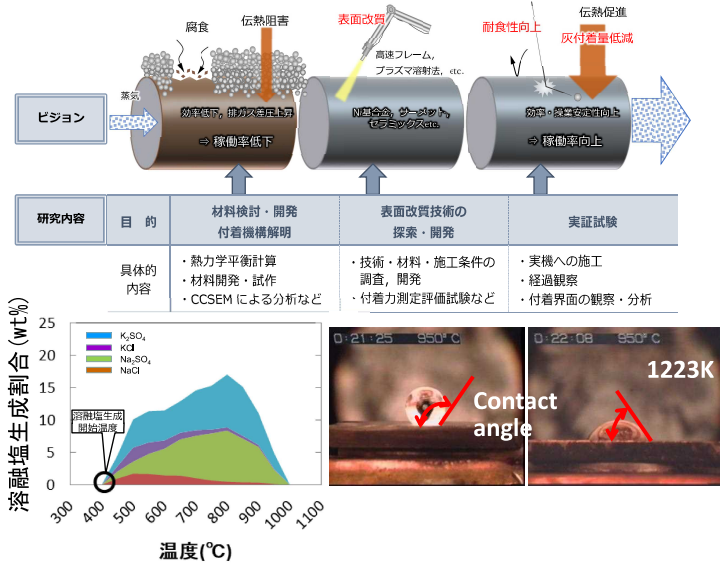 腐食
伝熱阻害
表面改質
高速フレーム,
プラズマ溶射法, etc.
耐食性向上
伝熱促進
灰付着量低減
ビジョン
蒸気
効率低下, 排ガス差圧上昇
⇒ 稼働率低下
Ni基合金, サーメット,
セラミックスetc.
効率・操業安定性向上
⇒ 稼働率向上
研究内容
目 的
材料検討・開発
付着機構解明
表面改質技術の
探索・開発
実証試験
具体的
内容
・熱力学平衡計算
・材料開発・試作
・CCSEM による分析など
・技術・材料・施工条件の
調査, 開発
・付着力測定評価試験など
・実機への施工
・経過観察
・付着界面の観察・分析
溶融塩生成割合 (wt%)
25
20
15
10
5
0
K₂SO₄
KCl
Na₂SO₄
NaCl
溶融塩生成
開始温度
300
400
500
600
700
800
900
1000
1100
温度(℃)
0:21:25 950°C
0:22:08 950°C
1223K
Contact
angle